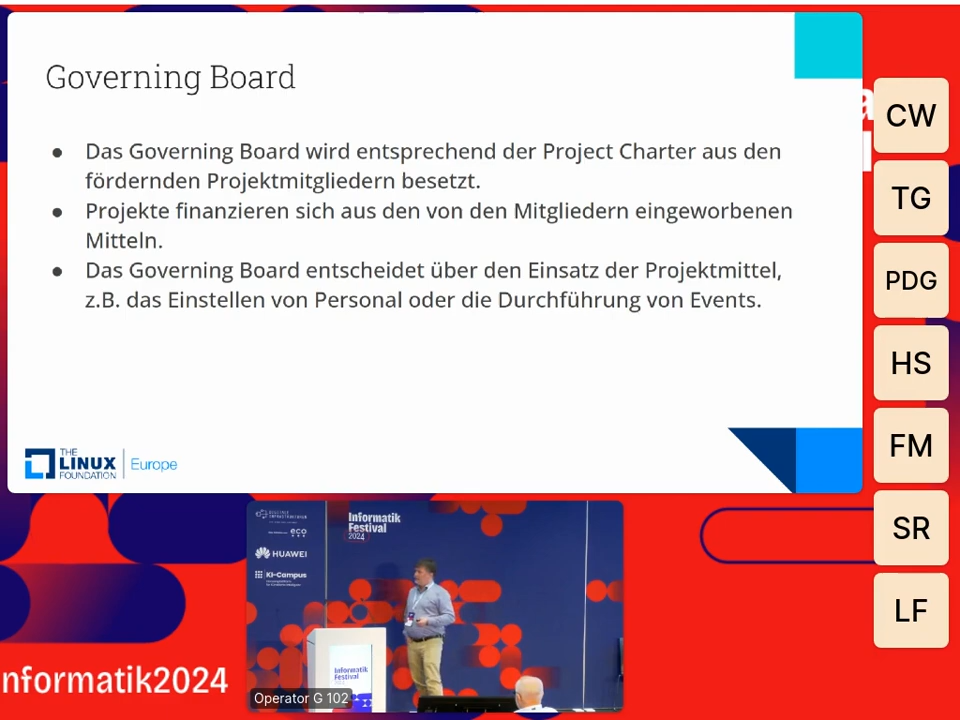 Governing Board
● Das Governing Board wird entsprechend der Project Charter aus den
fördernden Projektmitgliedern besetzt.
● Projekte finanzieren sich aus den von den Mitgliedern eingeworbenen
Mitteln.
● Das Governing Board entscheidet über den Einsatz der Projektmittel,
z.B. das Einstellen von Personal oder die Durchführung von Events.
THE
LINUX
FOUNDATION
Europe
CW
TG
PDG
HS
FM
SR
LF
eco
HUAWEI
KI-Campus
Informatik
Festival
2024
Informatik
Festival
Operator G 102
nformatik2024